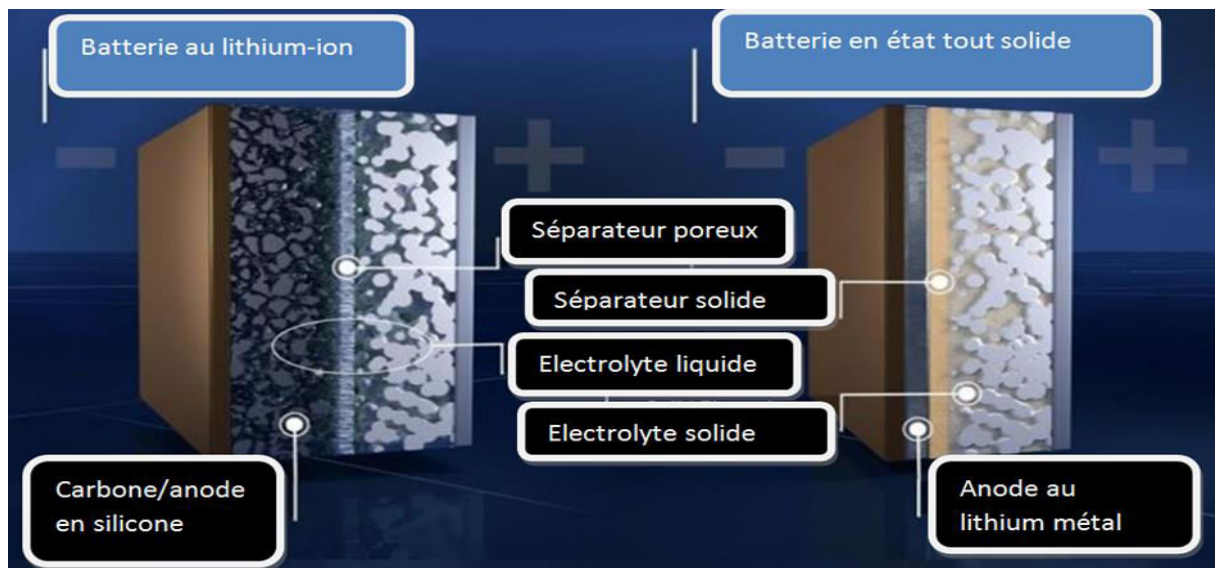 Batterie au lithium-ion
Batterie en état tout solide
Séparateur poreux
Séparateur solide
Electrolyte liquide
Electrolyte solide
Carbone/anode
en silicone
Anode au
lithium métal